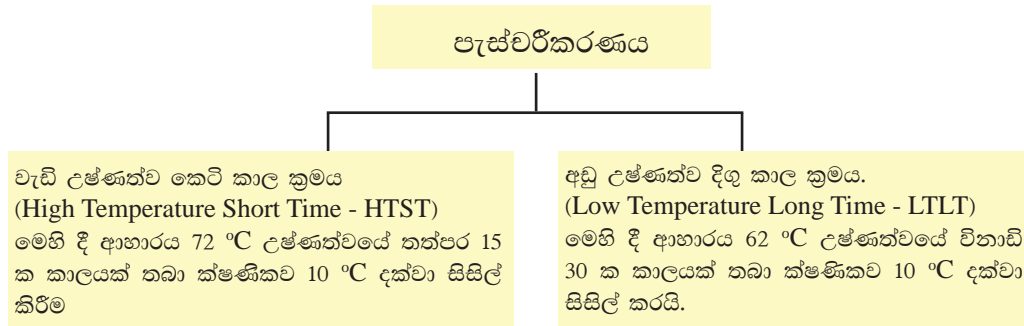 පැස්චරීකරණය
වැඩි උෂ්ණත්ව කෙටි කාල ක්‍රමය
(High Temperature Short Time - HTST)
මෙහි දී ආහාරය 72 °C උෂ්ණත්වයේ තත්පර 15
ක කාලයක් තබා ක්ෂණිකව 10 °C දක්වා සිසිල්
කිරීම
අඩු උෂ්ණත්ව දිගු කාල ක්‍රමය.
(Low Temperature Long Time - LTLT)
මෙහි දී ආහාරය 62 °C උෂ්ණත්වයේ විනාඩි
30 ක කාලයක් තබා ක්ෂණිකව 10 °C දක්වා
සිසිල් කරයි.